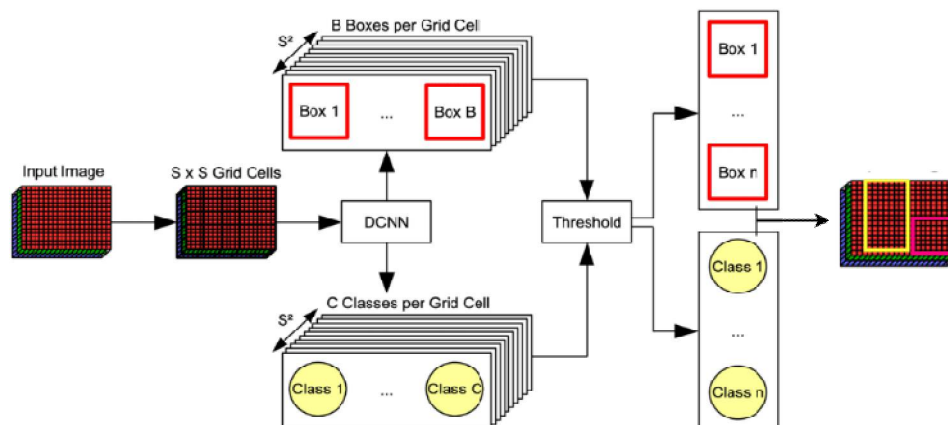 B Boxes per Grid Cell
S²
Box 1
...
Box B
Input Image
S x S Grid Cells
DCNN
Threshold
C Classes per Grid Cell
S²
Class 1
...
Class C
Box 1
...
Box n
Class 1
...
Class n